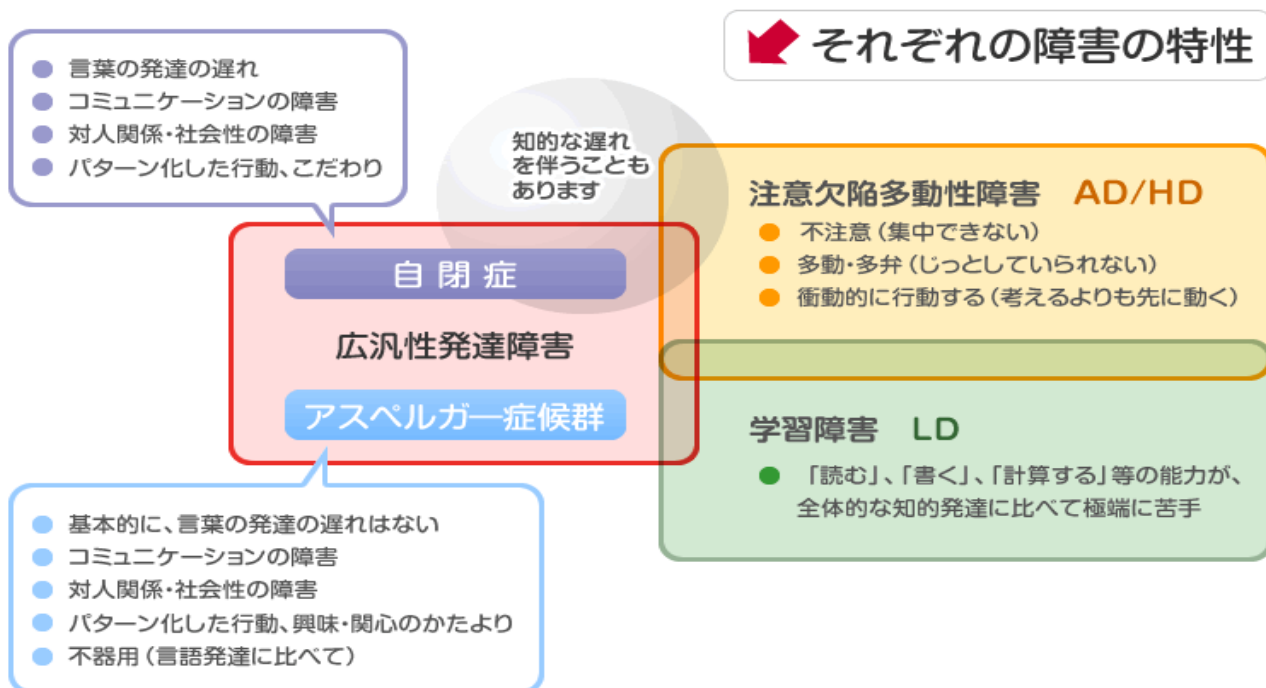 それぞれの障害の特性
言葉の発達の遅れ
コミュニケーションの障害
対人関係・社会性の障害
パターン化した行動、こだわり
知的な遅れ
を伴うことも
あります
自閉症
広汎性発達障害
アスペルガー症候群
基本的に、言葉の発達の遅れはない
コミュニケーションの障害
対人関係・社会性の障害
パターン化した行動、興味・関心のかたより
不器用(言語発達に比べて)
注意欠陥多動性障害 AD/HD
不注意(集中できない)
多動・多弁(じっとしていられない)
衝動的に行動する(考えるよりも先に動く)
学習障害 LD
「読む」、「書く」、「計算する」等の能力が、
全体的な知的発達に比べて極端に苦手